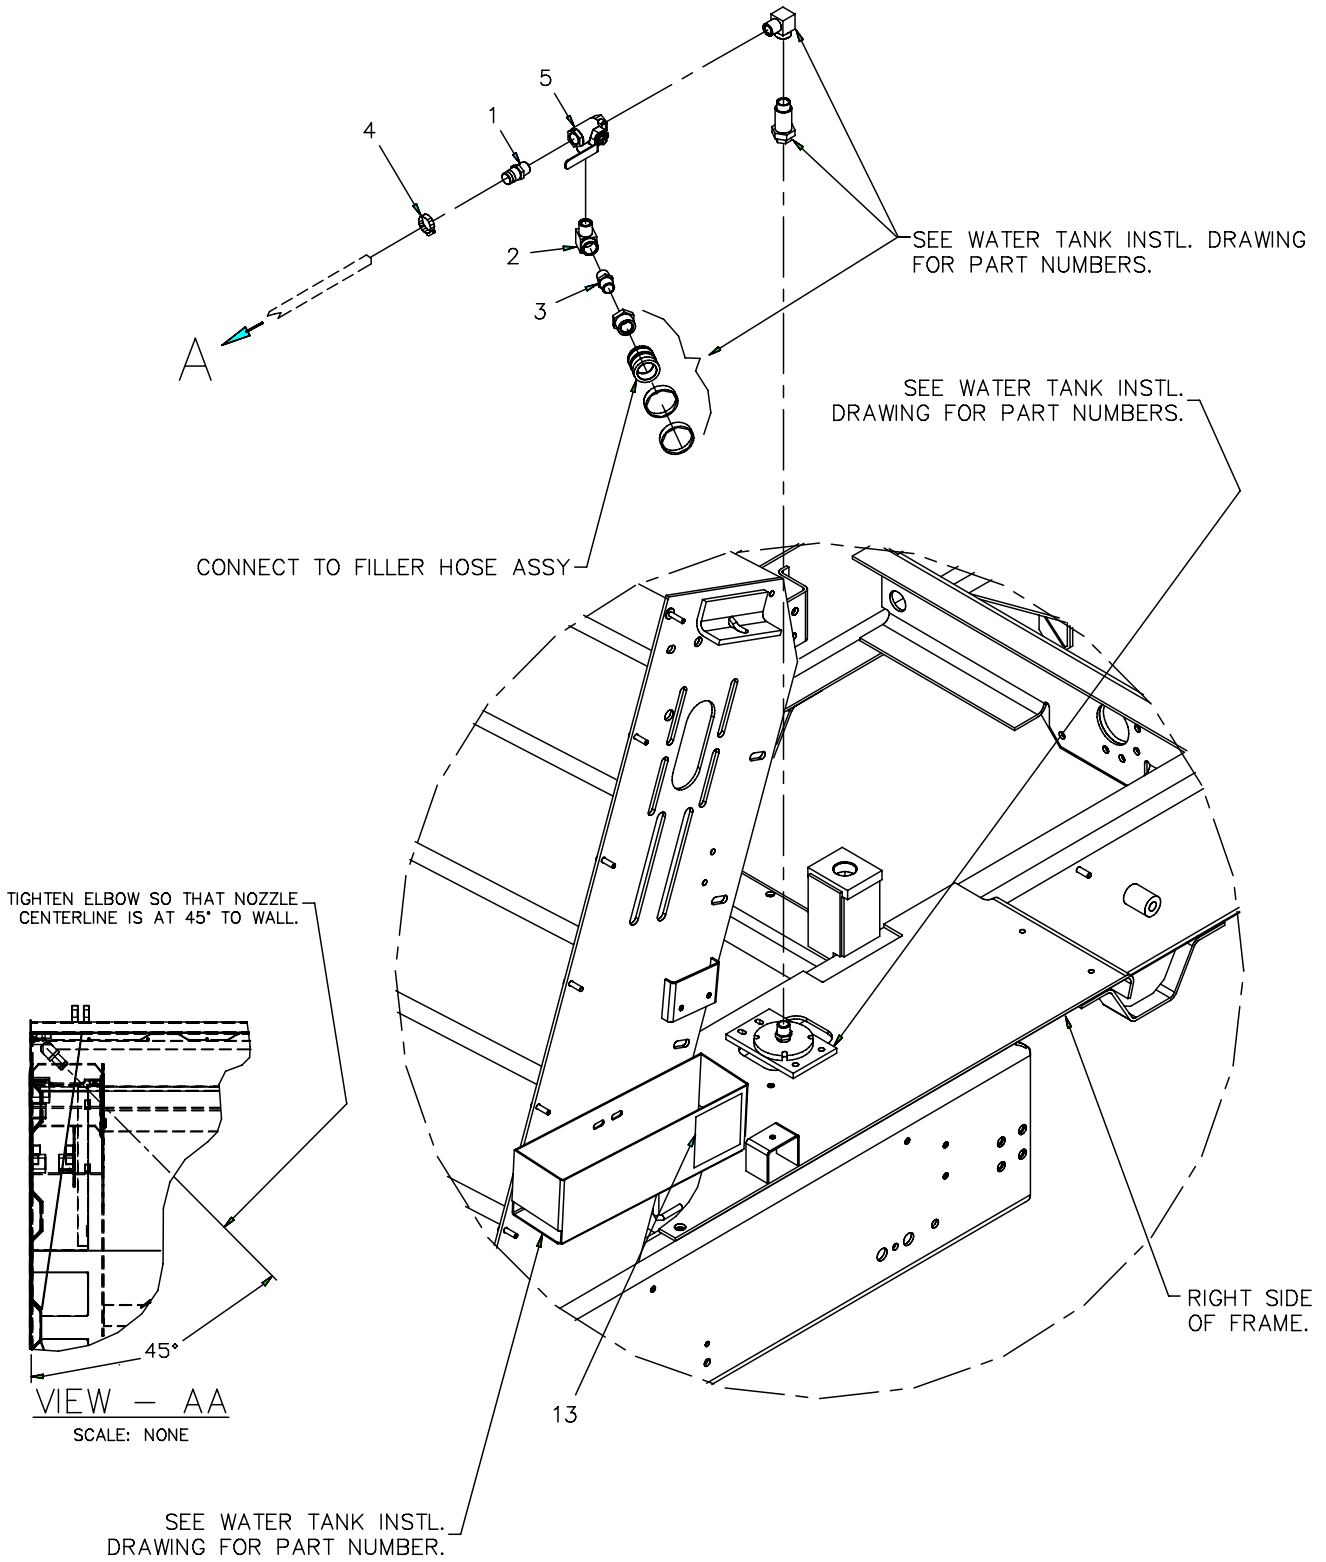 5
1
4
2
3
A
SEE WATER TANK INSTL. DRAWING
FOR PART NUMBERS.
SEE WATER TANK INSTL.
DRAWING FOR PART NUMBERS.
CONNECT TO FILLER HOSE ASSY
TIGHTEN ELBOW SO THAT NOZZLE
CENTERLINE IS AT 45° TO WALL.
45°
VIEW - AA
SCALE: NONE
RIGHT SIDE
OF FRAME.
13
SEE WATER TANK INSTL.
DRAWING FOR PART NUMBER.